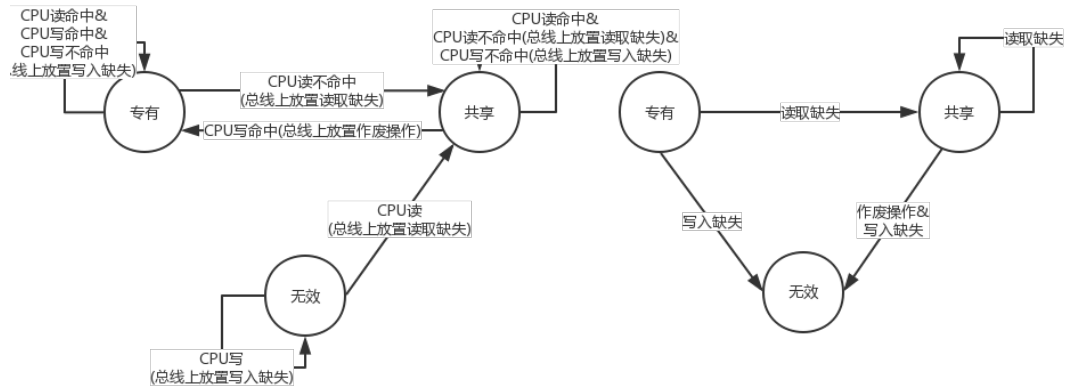 CPU读命中&
CPU写命中&
CPU写不命中
线上放置写入缺失)
专有
CPU读不命中
(总线上放置读取缺失)
CPU写命中(总线上放置作废操作)
CPU读命中&
CPU读不命中(总线上放置读取缺失)&
CPU写不命中(总线上放置写入缺失)
共享
CPU读
(总线上放置读取缺失)
无效
CPU写
(总线上放置写入缺失)
专有
读取缺失
共享
读取缺失
写入缺失
作废操作&
写入缺失
无效